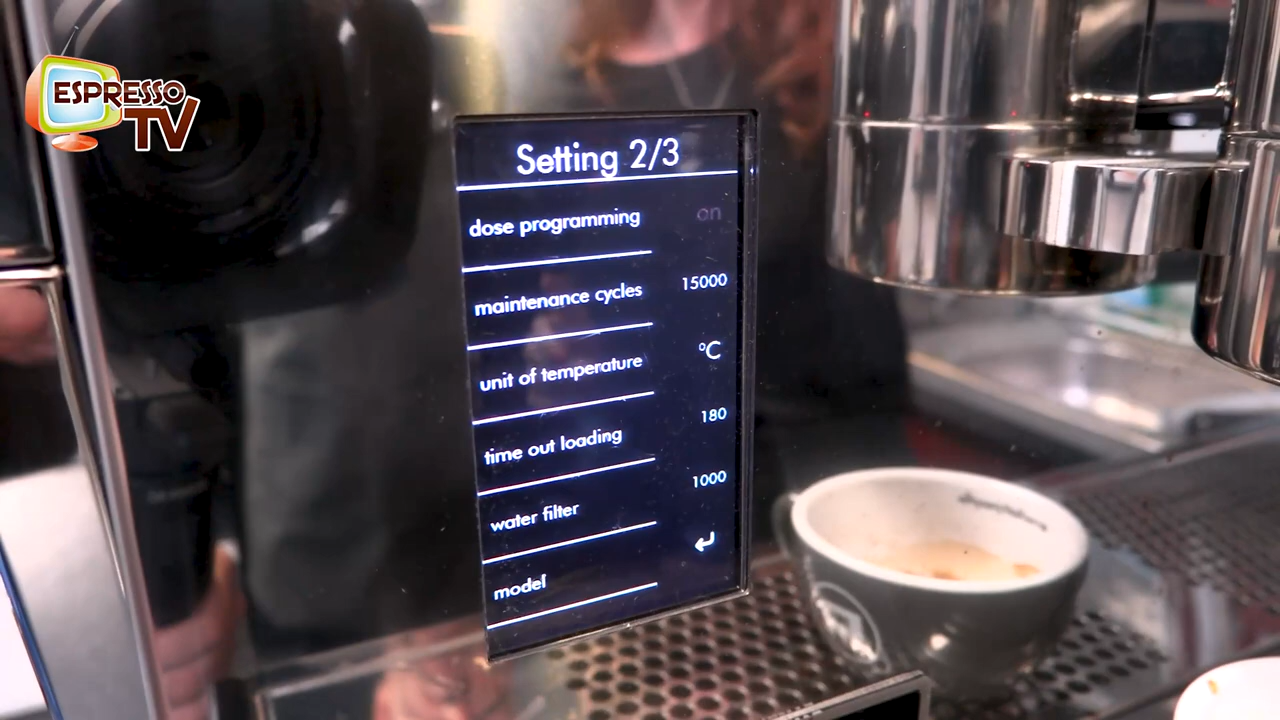 ESPRESSO
TV
Setting 2/3
dose programming on
maintenance cycles 15000
unit of temperature °C
time out loading 180
water filter 1000
model